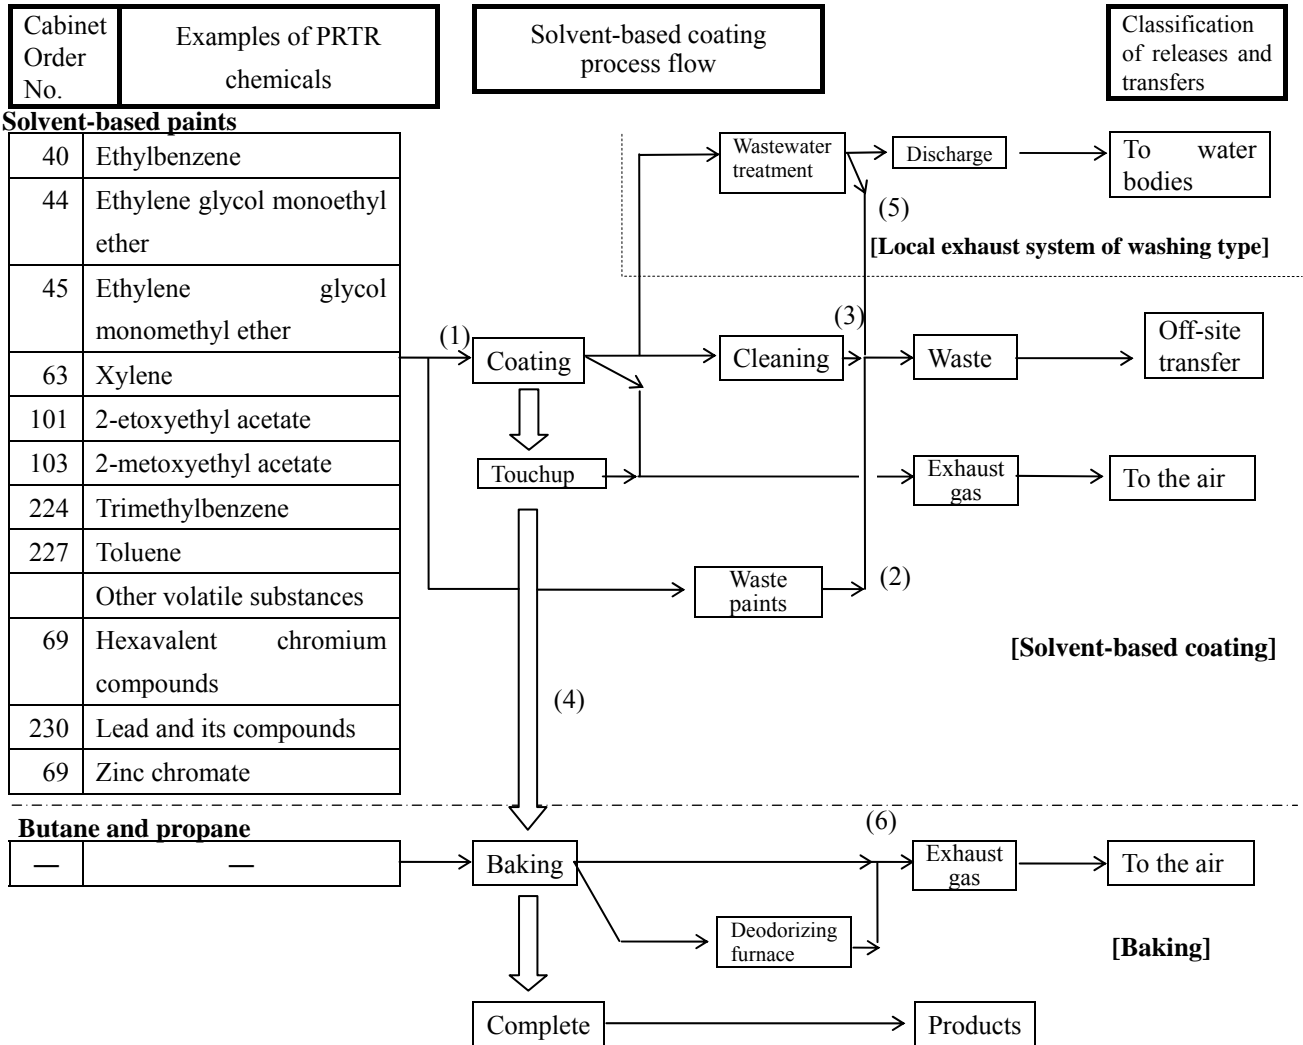 Cabinet
Order
No.
Examples of PRTR
chemicals
Solvent-based coating
process flow
Classification
of releases and
transfers
Solvent-based paints
40 Ethylbenzene
44 Ethylene glycol monoethyl
ether
45 Ethylene glycol
monomethyl ether
63 Xylene
101 2-etoxyethyl acetate
103 2-metoxyethyl acetate
224 Trimethylbenzene
227 Toluene
Other volatile substances
69 Hexavalent chromium
compounds
230 Lead and its compounds
69 Zinc chromate
Wastewater
treatment
Discharge
To water
bodies
(5)
[Local exhaust system of washing type]
(1)
Coating
Cleaning
(3)
Waste
Off-site
transfer
Touchup
Exhaust
gas
To the air
Waste
paints
(2)
[Solvent-based coating]
(4)
Butane and propane
— —
Baking
(6)
Exhaust
gas
To the air
Deodorizing
furnace
[Baking]
Complete
Products